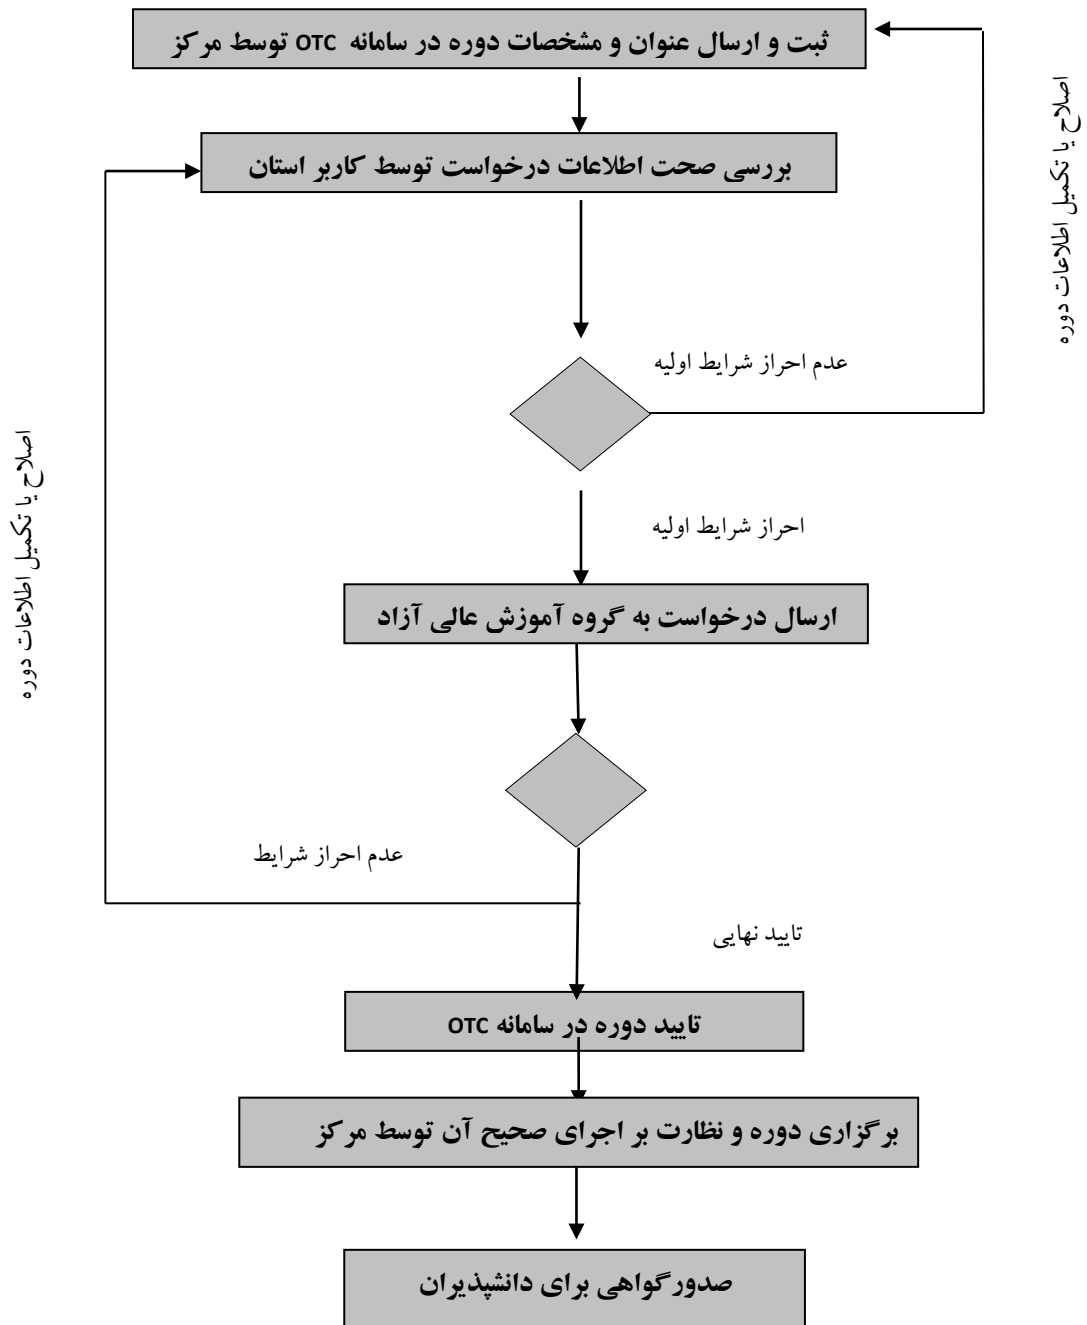 ثبت و ارسال عنوان و مشخصات دوره در سامانه OTC توسط مرکز
اصلاح یا تکمیل اطلاعات دوره
بررسی صحت اطلاعات درخواست توسط کاربر استان
عدم احراز شرایط اولیه
اصلاح یا تکمیل اطلاعات دوره
احراز شرایط اولیه
ارسال درخواست به گروه آموزش عالی آزاد
عدم احراز شرایط
تایید نهایی
تایید دوره در سامانه OTC
برگزاری دوره و نظارت بر اجرای صحیح آن توسط مرکز
صدورگواهی برای دانشپذیران